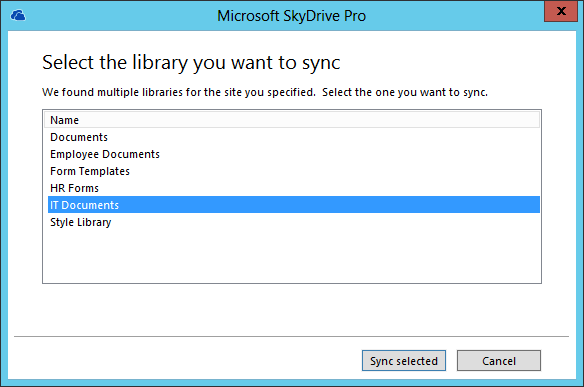 Microsoft SkyDrive Pro
x
Select the library you want to sync
We found multiple libraries for the site you specified.  Select the one you want to sync.
Name
Documents
Employee Documents
Form Templates
HR Forms
IT Documents
Style Library
Sync selected
Cancel